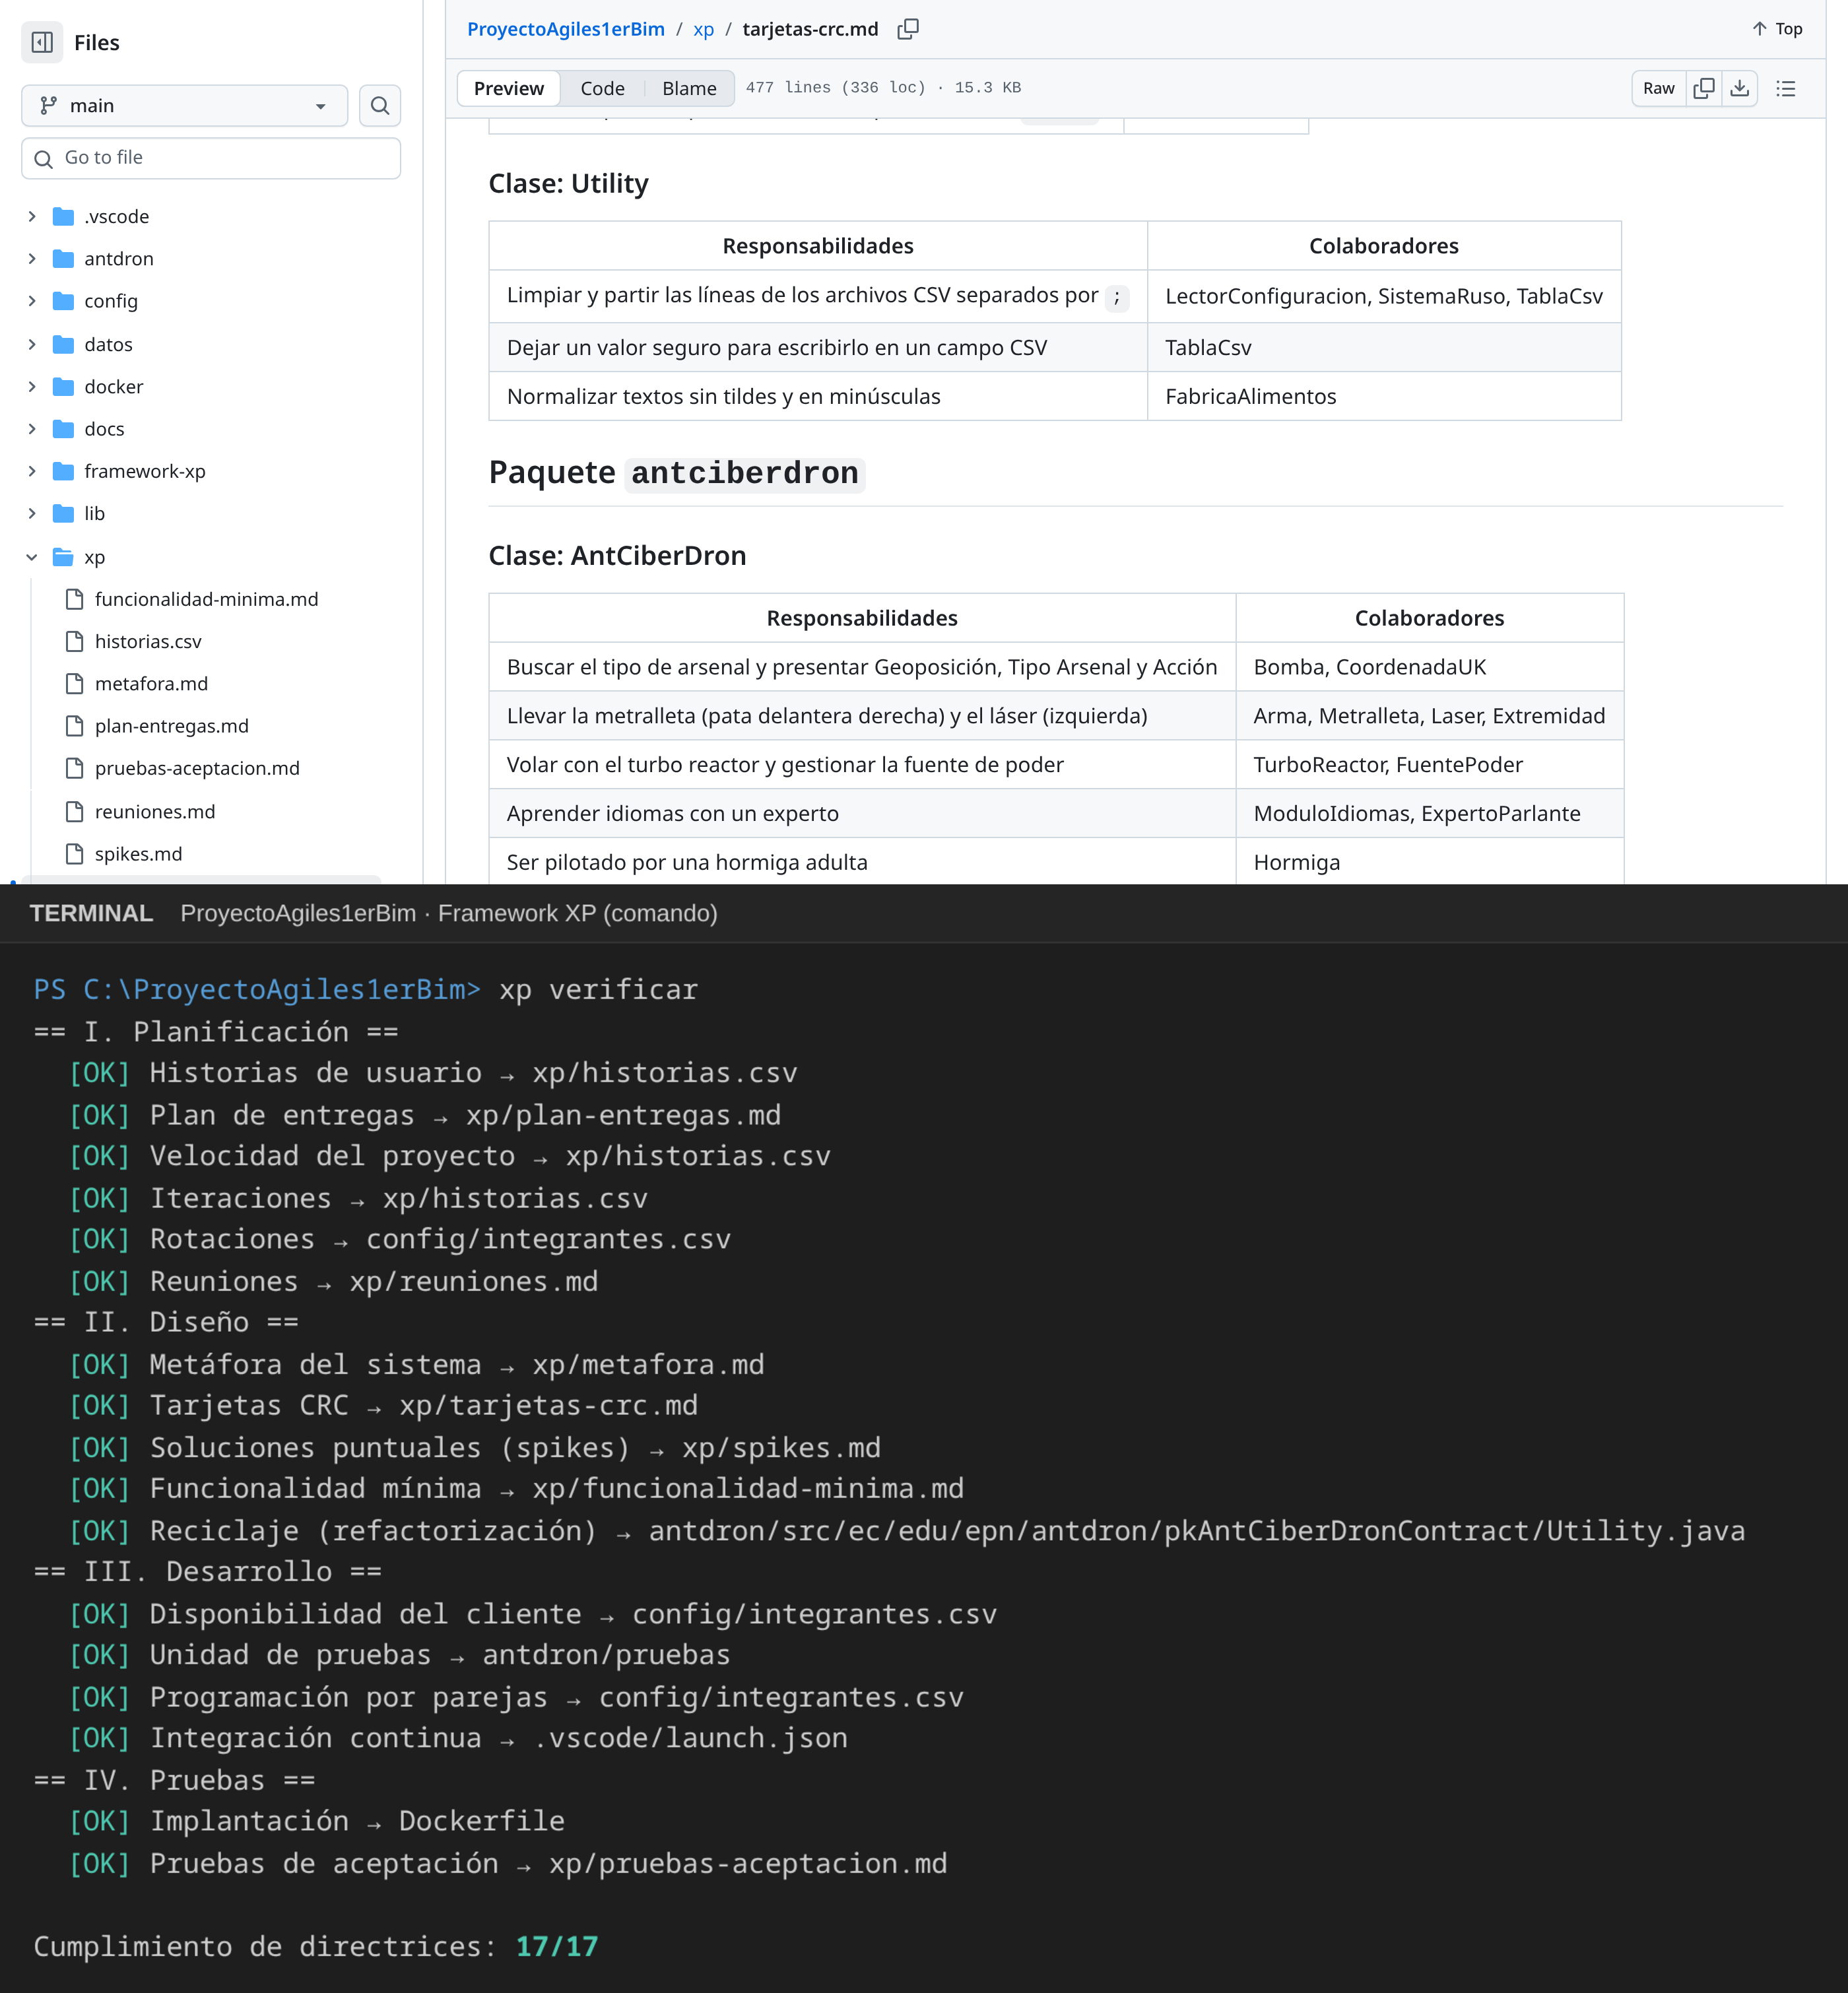 Files
main
Go to file
.vscode
antdron
config
datos
docker
docs
framework-xp
lib
xp
funcionalidad-minima.md
historias.csv
metafora.md
plan-entregas.md
pruebas-aceptacion.md
reuniones.md
spikes.md
ProyectoAgiles1erBim / xp / tarjetas-crc.md
Top
Preview Code Blame 477 lines (336 loc) · 15.3 KB
Raw
Clase: Utility
Responsabilidades Colaboradores
Limpiar y partir las líneas de los archivos CSV separados por ; LectorConfiguracion, SistemaRuso, TablaCsv
Dejar un valor seguro para escribirlo en un campo CSV TablaCsv
Normalizar textos sin tildes y en minúsculas FabricaAlimentos
Paquete antciberdron
Clase: AntCiberDron
Responsabilidades Colaboradores
Buscar el tipo de arsenal y presentar Geoposición, Tipo Arsenal y Acción Bomba, CoordenadaUK
Llevar la metralleta (pata delantera derecha) y el láser (izquierda) Arma, Metralleta, Laser, Extremidad
Volar con el turbo reactor y gestionar la fuente de poder TurboReactor, FuentePoder
Aprender idiomas con un experto ModuloIdiomas, ExpertoParlante
Ser pilotado por una hormiga adulta Hormiga
TERMINAL ProyectoAgiles1erBim · Framework XP (comando)
PS C:\ProyectoAgiles1erBim> xp verificar
== I. Planificación ==
[OK] Historias de usuario → xp/historias.csv
[OK] Plan de entregas → xp/plan-entregas.md
[OK] Velocidad del proyecto → xp/historias.csv
[OK] Iteraciones → xp/historias.csv
[OK] Rotaciones → config/integrantes.csv
[OK] Reuniones → xp/reuniones.md
== II. Diseño ==
[OK] Metáfora del sistema → xp/metafora.md
[OK] Tarjetas CRC → xp/tarjetas-crc.md
[OK] Soluciones puntuales (spikes) → xp/spikes.md
[OK] Funcionalidad mínima → xp/funcionalidad-minima.md
[OK] Reciclaje (refactorización) → antdron/src/ec/edu/epn/antdron/pkAntCiberDronContract/Utility.java
== III. Desarrollo ==
[OK] Disponibilidad del cliente → config/integrantes.csv
[OK] Unidad de pruebas → antdron/pruebas
[OK] Programación por parejas → config/integrantes.csv
[OK] Integración continua → .vscode/launch.json
== IV. Pruebas ==
[OK] Implantación → Dockerfile
[OK] Pruebas de aceptación → xp/pruebas-aceptacion.md
Cumplimiento de directrices: 17/17